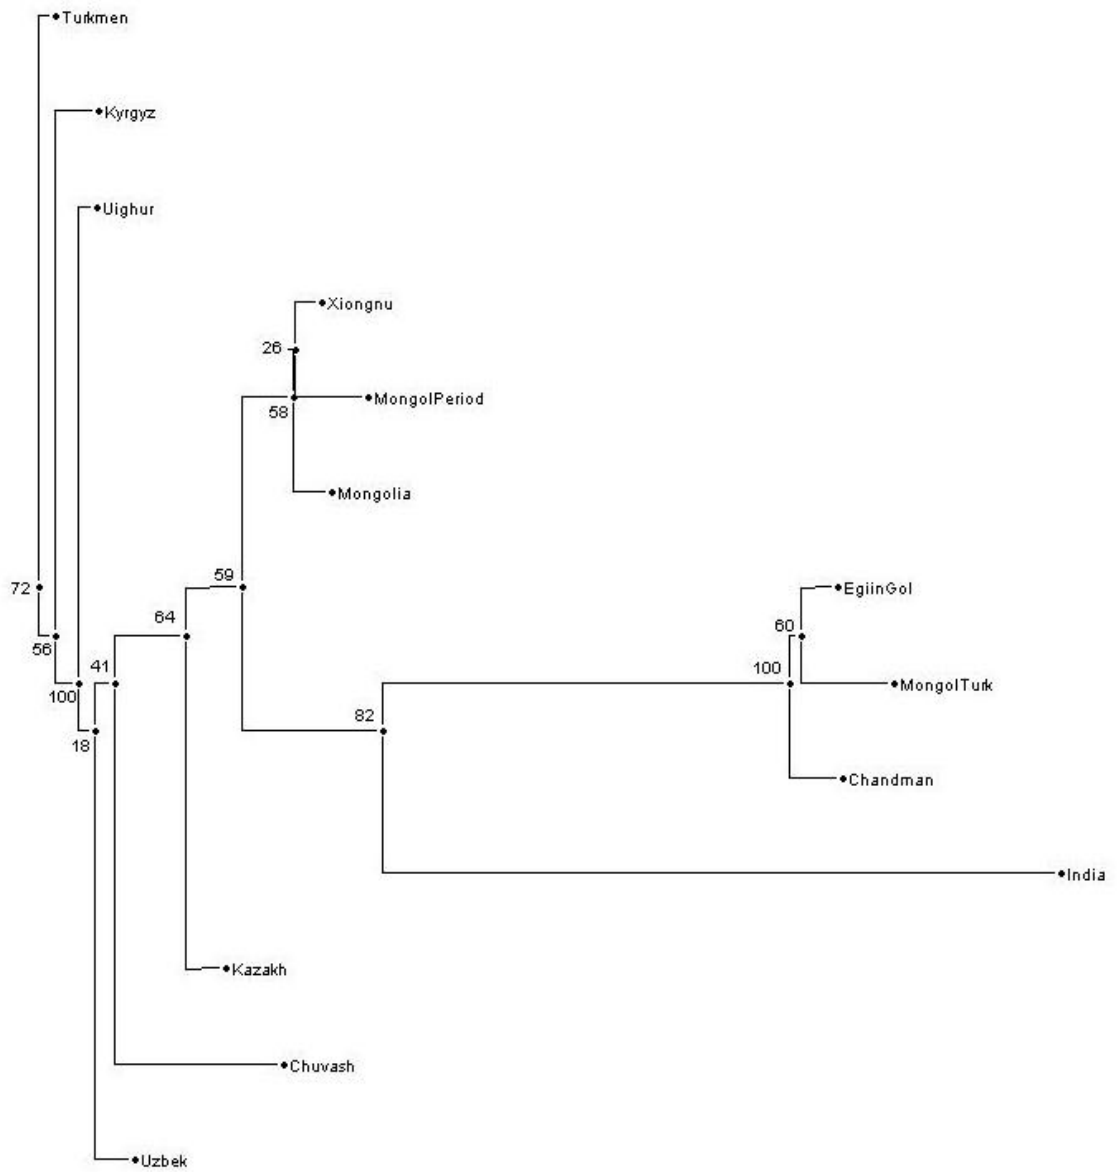 Turkmen
Kyrgyz
Uighur
Xiongnu
26
MongolPeriod
58
Mongolia
59
72
EgiinGol
64
60
56
41
100
100
MongolTurk
82
18
Chandman
India
Kazakh
Chuvash
Uzbek